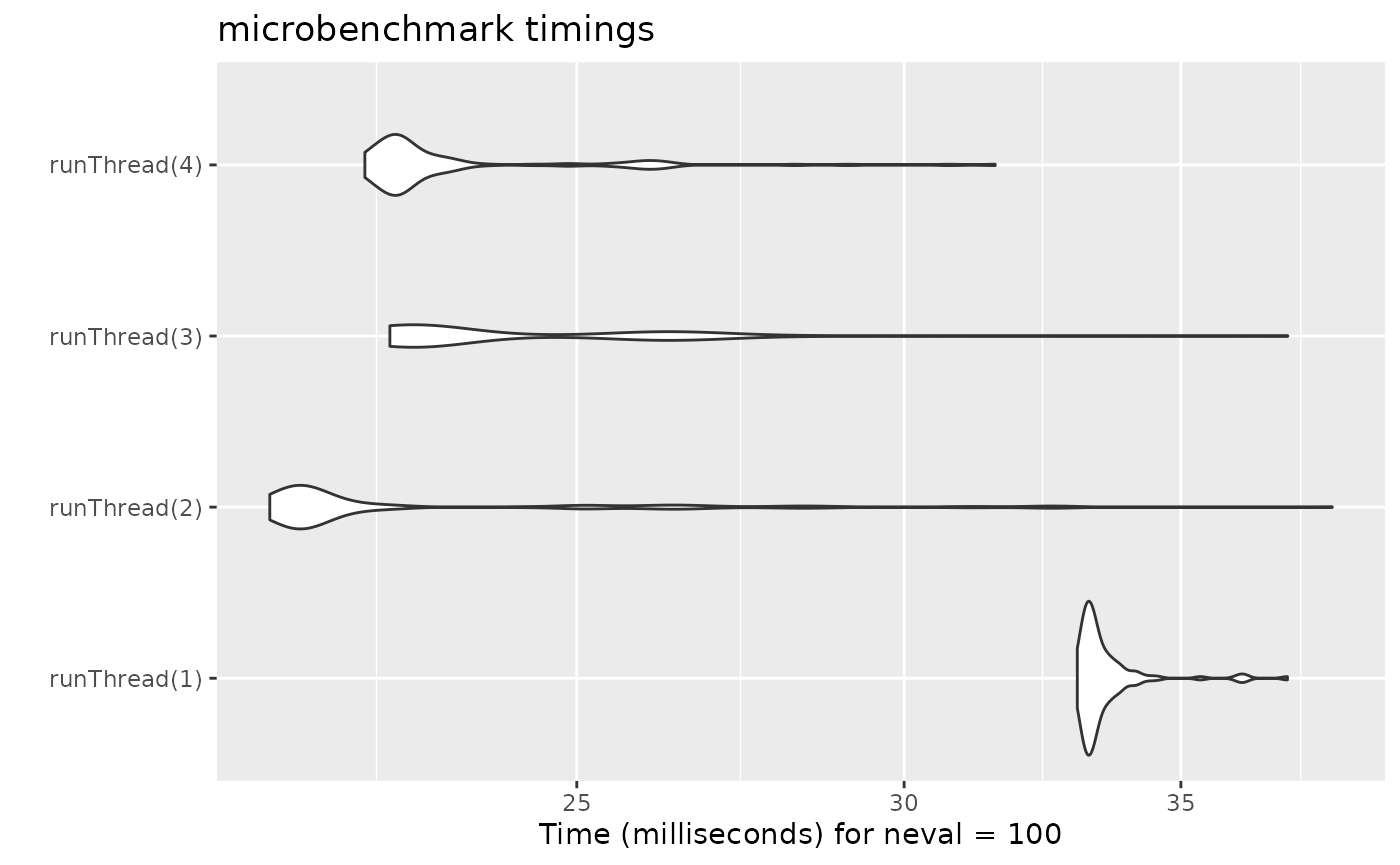 microbenchmark timings
runThread(4)
runThread(3)
runThread(2)
runThread(1)
25 30 35
Time (milliseconds) for neval = 100